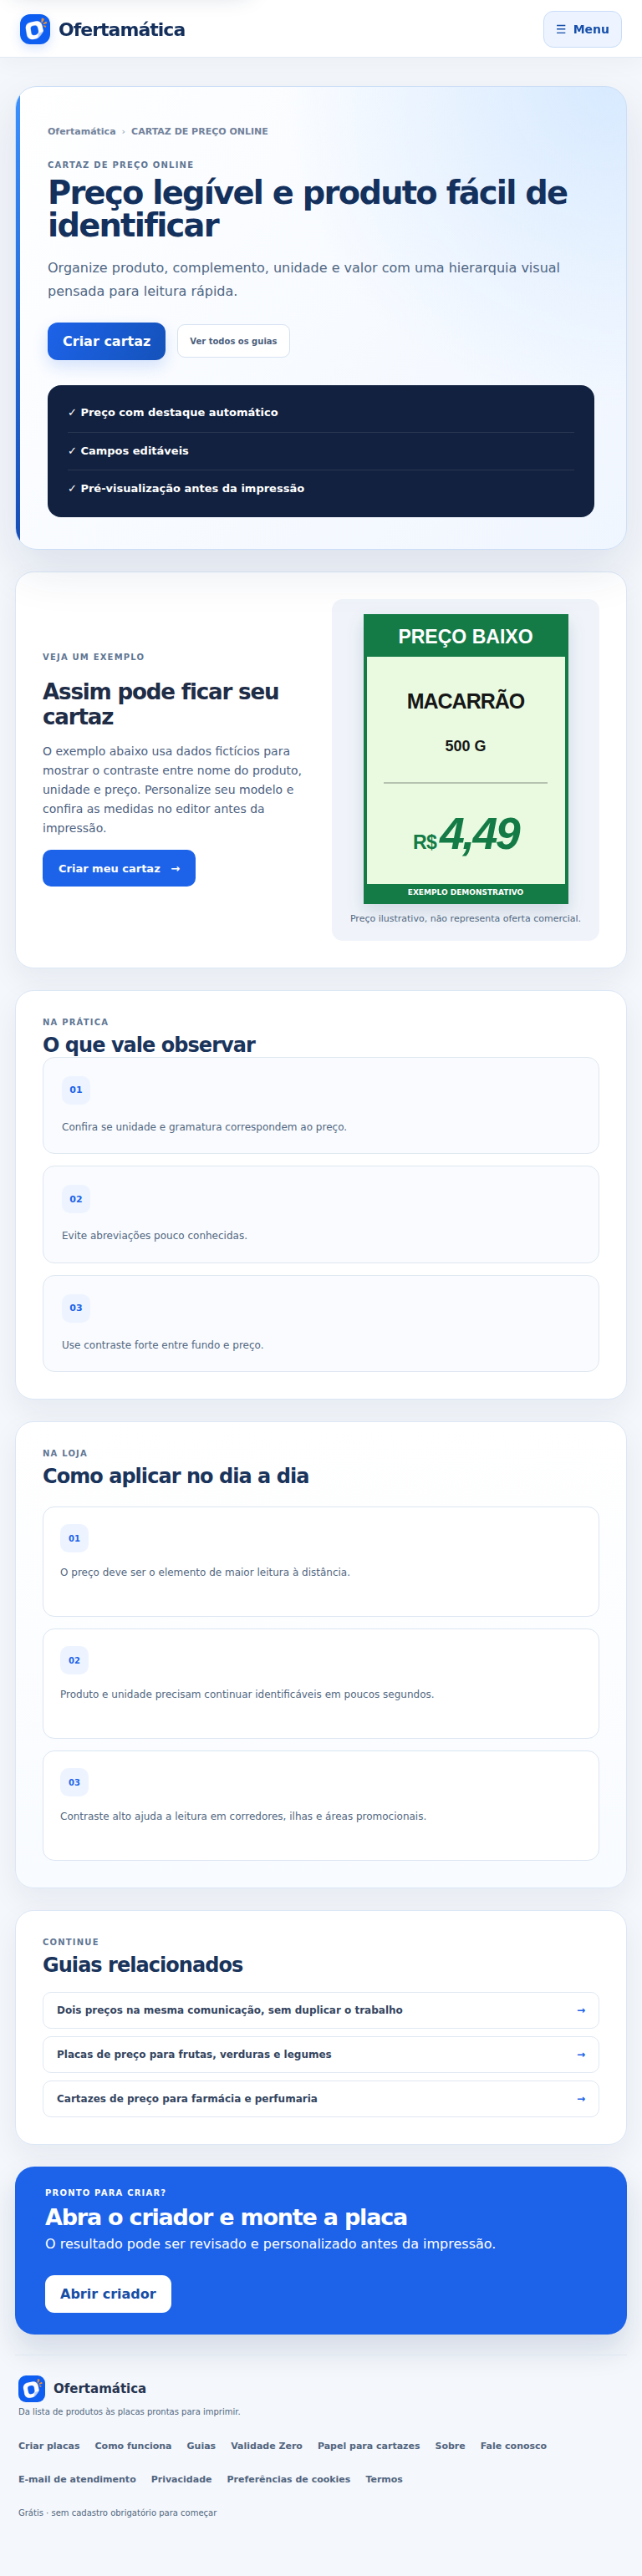 Ofertamática
☰ Menu
Ofertamática › CARTAZ DE PREÇO ONLINE
CARTAZ DE PREÇO ONLINE
Preço legível e produto fácil de
identificar
Organize produto, complemento, unidade e valor com uma hierarquia visual
pensada para leitura rápida.
Criar cartaz
Ver todos os guias
✓ Preço com destaque automático
✓ Campos editáveis
✓ Pré-visualização antes da impressão
VEJA UM EXEMPLO
Assim pode ficar seu
cartaz
O exemplo abaixo usa dados fictícios para
mostrar o contraste entre nome do produto,
unidade e preço. Personalize seu modelo e
confira as medidas no editor antes da
impressão.
Criar meu cartaz →
PREÇO BAIXO
MACARRÃO
500 G
R$ 4,49
EXEMPLO DEMONSTRATIVO
Preço ilustrativo, não representa oferta comercial.
NA PRÁTICA
O que vale observar
01
Confira se unidade e gramatura correspondem ao preço.
02
Evite abreviações pouco conhecidas.
03
Use contraste forte entre fundo e preço.
NA LOJA
Como aplicar no dia a dia
01
O preço deve ser o elemento de maior leitura à distância.
02
Produto e unidade precisam continuar identificáveis em poucos segundos.
03
Contraste alto ajuda a leitura em corredores, ilhas e áreas promocionais.
CONTINUE
Guias relacionados
Dois preços na mesma comunicação, sem duplicar o trabalho →
Placas de preço para frutas, verduras e legumes →
Cartazes de preço para farmácia e perfumaria →
PRONTO PARA CRIAR?
Abra o criador e monte a placa
O resultado pode ser revisado e personalizado antes da impressão.
Abrir criador
Ofertamática
Da lista de produtos às placas prontas para imprimir.
Criar placas Como funciona Guias Validade Zero Papel para cartazes Sobre Fale conosco
E-mail de atendimento Privacidade Preferências de cookies Termos
Grátis · sem cadastro obrigatório para começar